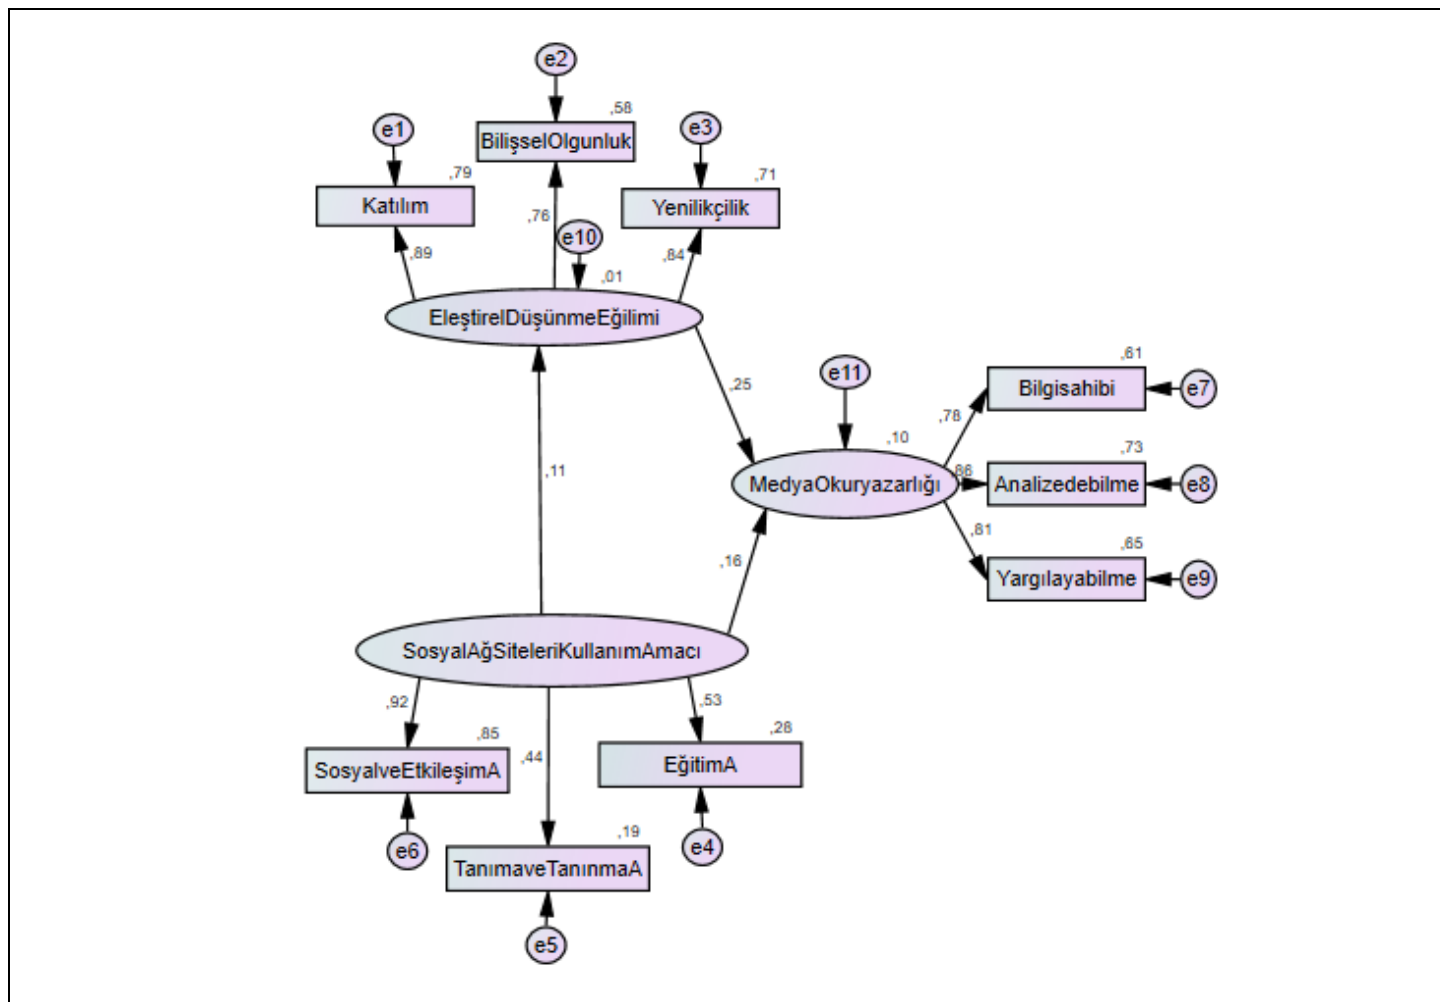 e2
,58
BilişselOlgunluk
e1
,79
Katılım
e3
,71
Yenilikçilik
,76
e10
,89
,84
,01
EleştirelDüşünmeEğilimi
,25
e11
,10
MedyaOkuryazarlığı
,61
Bilgisahibi
e7
,78
,73
,86
Analizedebilme
e8
,81
,65
Yargılayabilme
e9
,11
,16
SosyalAğSiteleriKullanımAmacı
,92
,53
,85
,44
,28
SosyalveEtkileşimA
EğitimA
e6
,19
e4
TanımaveTanınmaA
e5